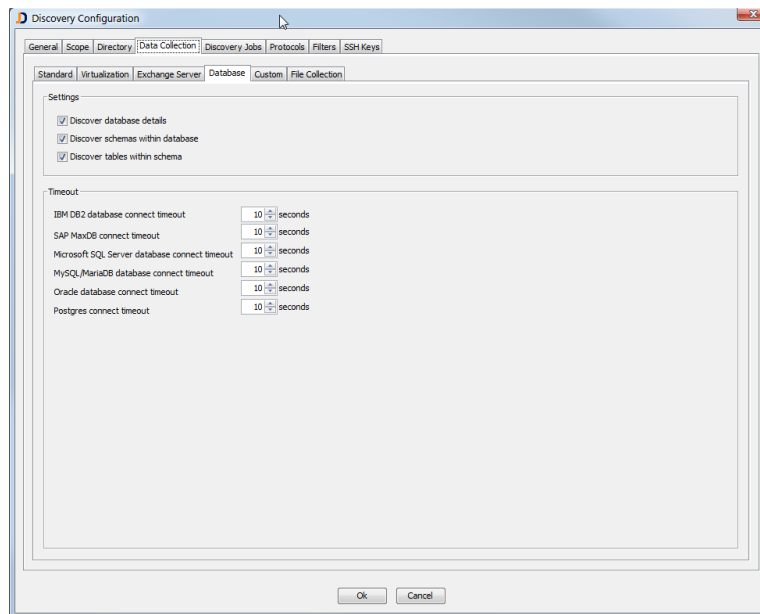 Discovery Configuration
General Scope Directory Data Collection Discovery Jobs Protocols Filters SSH Keys
Standard Virtualization Exchange Server Database Custom File Collection
Settings
Discover database details
Discover schemas within database
Discover tables within schema
Timeout
IBM DB2 database connect timeout 10 seconds
SAP MaxDB connect timeout 10 seconds
Microsoft SQL Server database connect timeout 10 seconds
MySQL/MariaDB database connect timeout 10 seconds
Oracle database connect timeout 10 seconds
Postgres connect timeout 10 seconds
Ok Cancel